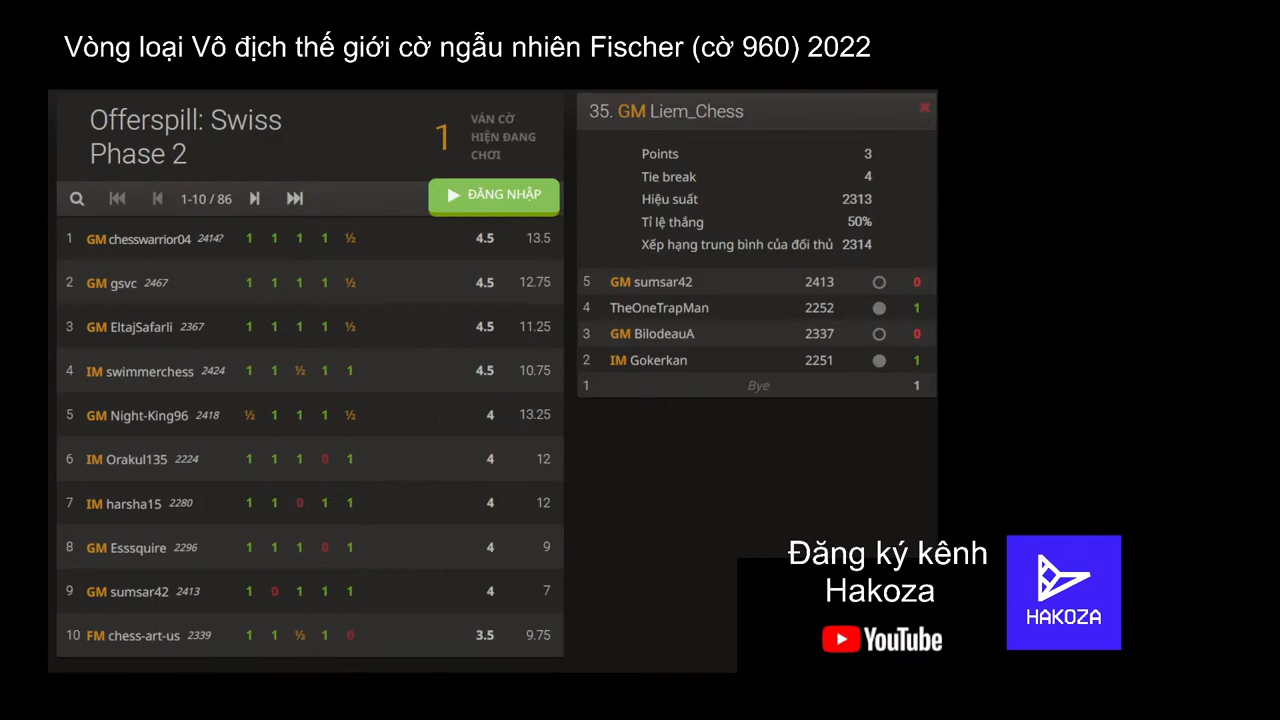 Vòng loại Vô địch thế giới cờ ngẫu nhiên Fischer (cờ 960) 2022
Offerspill: Swiss
Phase 2
1
VÁN CỜ
HIỆN ĐANG
CHƠI
1-10 / 86
ĐĂNG NHẬP
1 GM chesswarrior04 2414? 1 1 1 1 ½ 4.5 13.5
2 GM gsvc 2467 1 1 1 1 ½ 4.5 12.75
3 GM EltajSafarli 2367 1 1 1 1 ½ 4.5 11.25
4 IM swimmerchess 2424 1 1 ½ 1 1 4.5 10.75
5 GM Night-King96 2418 ½ 1 1 1 ½ 4 13.25
6 IM Orakul135 2224 1 1 1 0 1 4 12
7 IM harsha15 2280 1 1 0 1 1 4 12
8 GM Esssquire 2296 1 1 1 0 1 4 9
9 GM sumsar42 2413 1 0 1 1 1 4 7
10 FM chess-art-us 2339 1 1 ½ 1 0 3.5 9.75
35. GM Liem_Chess
Points 3
Tie break 4
Hiệu suất 2313
Tỉ lệ thắng 50%
Xếp hạng trung bình của đối thủ 2314
5 GM sumsar42 2413 0
4 TheOneTrapMan 2252 1
3 GM BilodeauA 2337 0
2 IM Gokerkan 2251 1
1 Bye 1
Đăng ký kênh
Hakoza
YouTube
HAKOZA